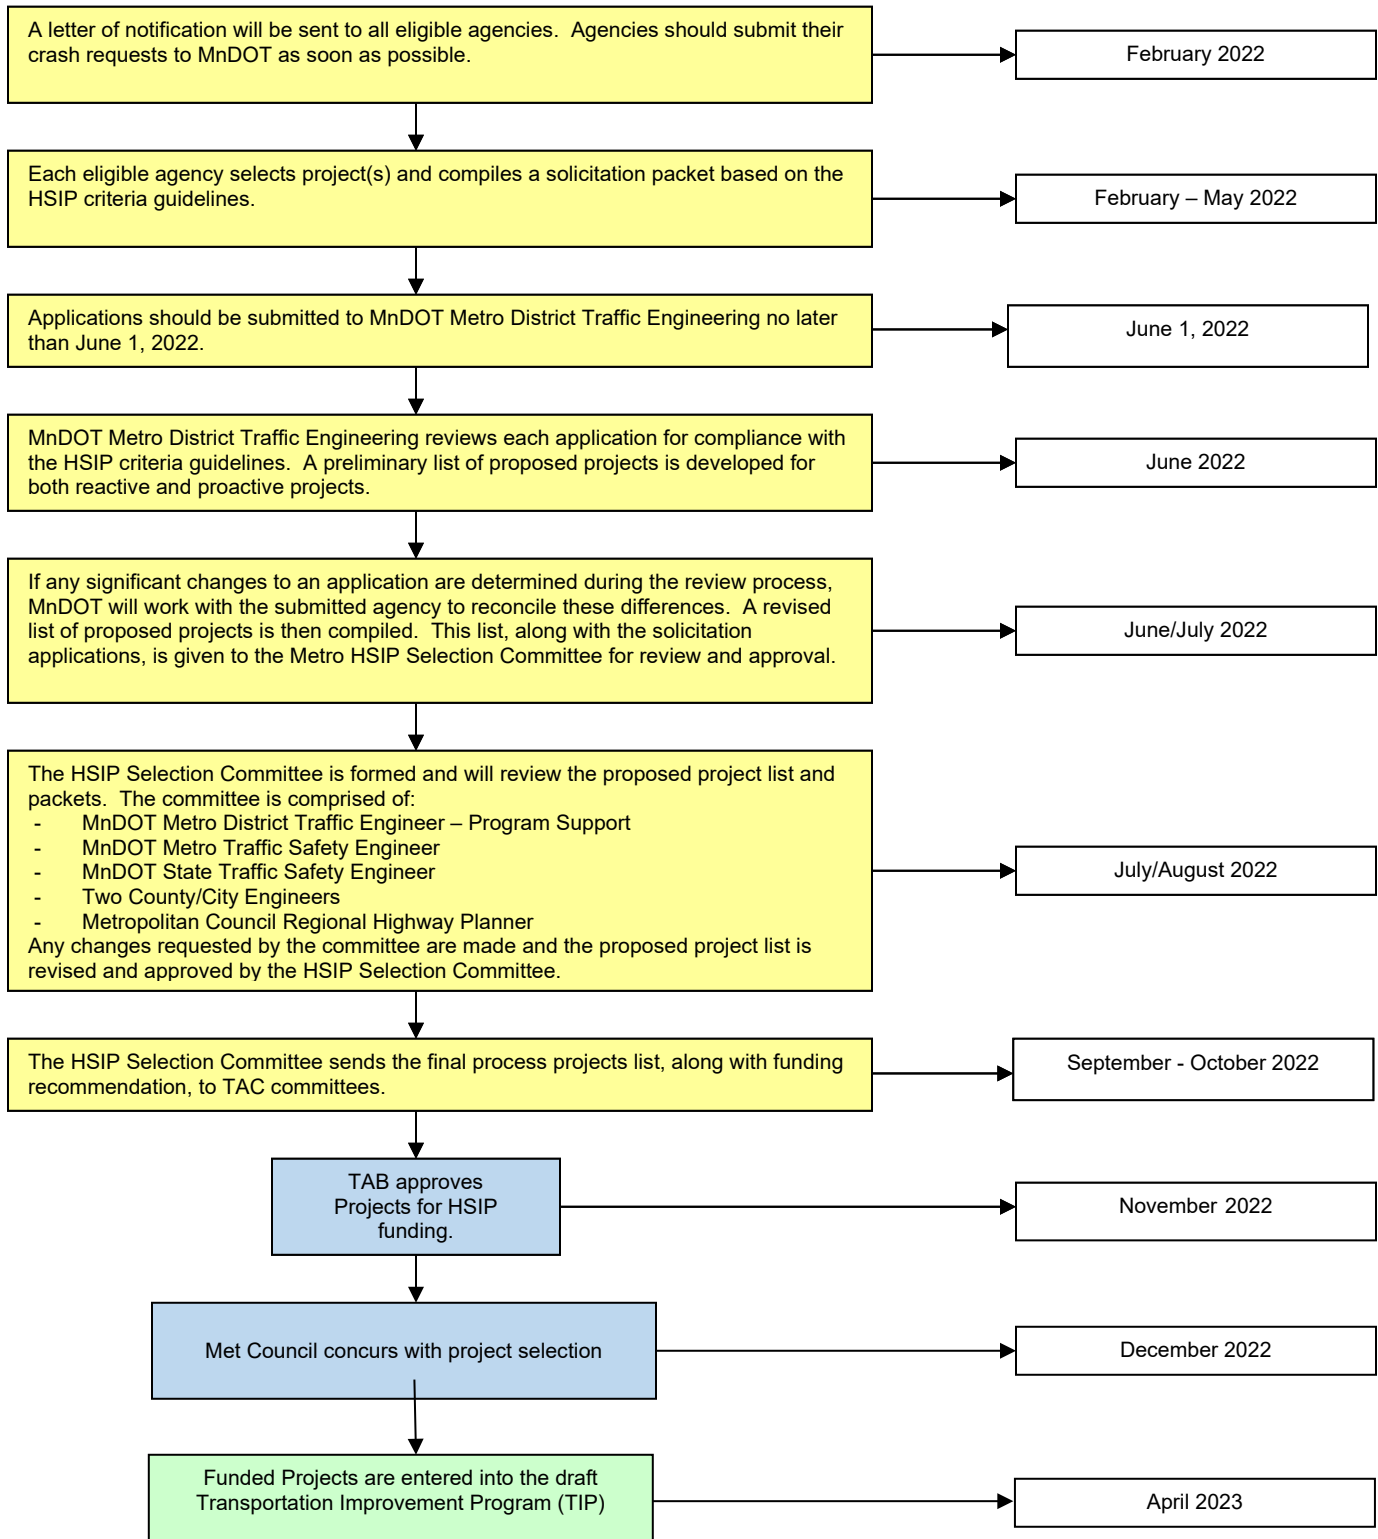 A letter of notification will be sent to all eligible agencies.  Agencies should submit their
crash requests to MnDOT as soon as possible.
February 2022
Each eligible agency selects project(s) and compiles a solicitation packet based on the
HSIP criteria guidelines.
February – May 2022
Applications should be submitted to MnDOT Metro District Traffic Engineering no later
than June 1, 2022.
June 1, 2022
MnDOT Metro District Traffic Engineering reviews each application for compliance with
the HSIP criteria guidelines.  A preliminary list of proposed projects is developed for
both reactive and proactive projects.
June 2022
If any significant changes to an application are determined during the review process,
MnDOT will work with the submitted agency to reconcile these differences.  A revised
list of proposed projects is then compiled.  This list, along with the solicitation
applications, is given to the Metro HSIP Selection Committee for review and approval.
June/July 2022
The HSIP Selection Committee is formed and will review the proposed project list and
packets.  The committee is comprised of:
- MnDOT Metro District Traffic Engineer – Program Support
- MnDOT Metro Traffic Safety Engineer
- MnDOT State Traffic Safety Engineer
- Two County/City Engineers
- Metropolitan Council Regional Highway Planner
Any changes requested by the committee are made and the proposed project list is
revised and approved by the HSIP Selection Committee.
July/August 2022
The HSIP Selection Committee sends the final process projects list, along with funding
recommendation, to TAC committees.
September - October 2022
TAB approves
Projects for HSIP
funding.
November 2022
Met Council concurs with project selection
December 2022
Funded Projects are entered into the draft
Transportation Improvement Program (TIP)
April 2023